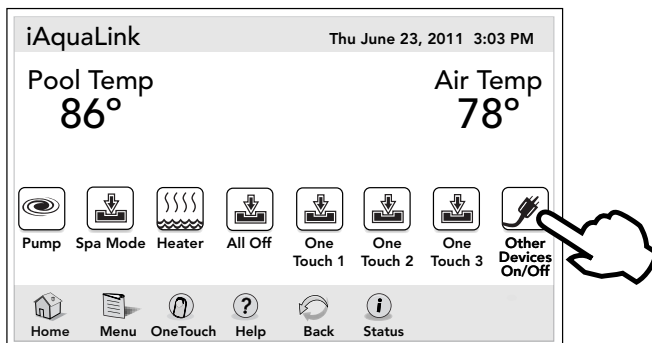 iAquaLink
Thu June 23, 2011 3:03 PM
Pool Temp
86°
Air Temp
78°
Pump
Spa Mode
Heater
All Off
One
Touch 1
One
Touch 2
One
Touch 3
Other
Devices
On/Off
Home
Menu
OneTouch
Help
Back
Status